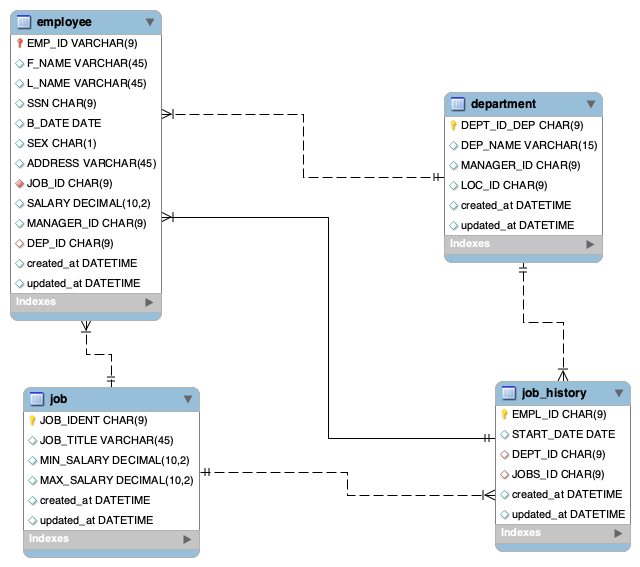 employee
EMP_ID VARCHAR(9)
F_NAME VARCHAR(45)
L_NAME VARCHAR(45)
SSN CHAR(9)
B_DATE DATE
SEX CHAR(1)
ADDRESS VARCHAR(45)
JOB_ID CHAR(9)
SALARY DECIMAL(10,2)
MANAGER_ID CHAR(9)
DEP_ID CHAR(9)
created_at DATETIME
updated_at DATETIME
Indexes
department
DEPT_ID_DEP CHAR(9)
DEP_NAME VARCHAR(15)
MANAGER_ID CHAR(9)
LOC_ID CHAR(9)
created_at DATETIME
updated_at DATETIME
Indexes
job
JOB_IDENT CHAR(9)
JOB_TITLE VARCHAR(45)
MIN_SALARY DECIMAL(10,2)
MAX_SALARY DECIMAL(10,2)
created_at DATETIME
updated_at DATETIME
Indexes
job_history
EMPL_ID CHAR(9)
START_DATE DATE
DEPT_ID CHAR(9)
JOBS_ID CHAR(9)
created_at DATETIME
updated_at DATETIME
Indexes